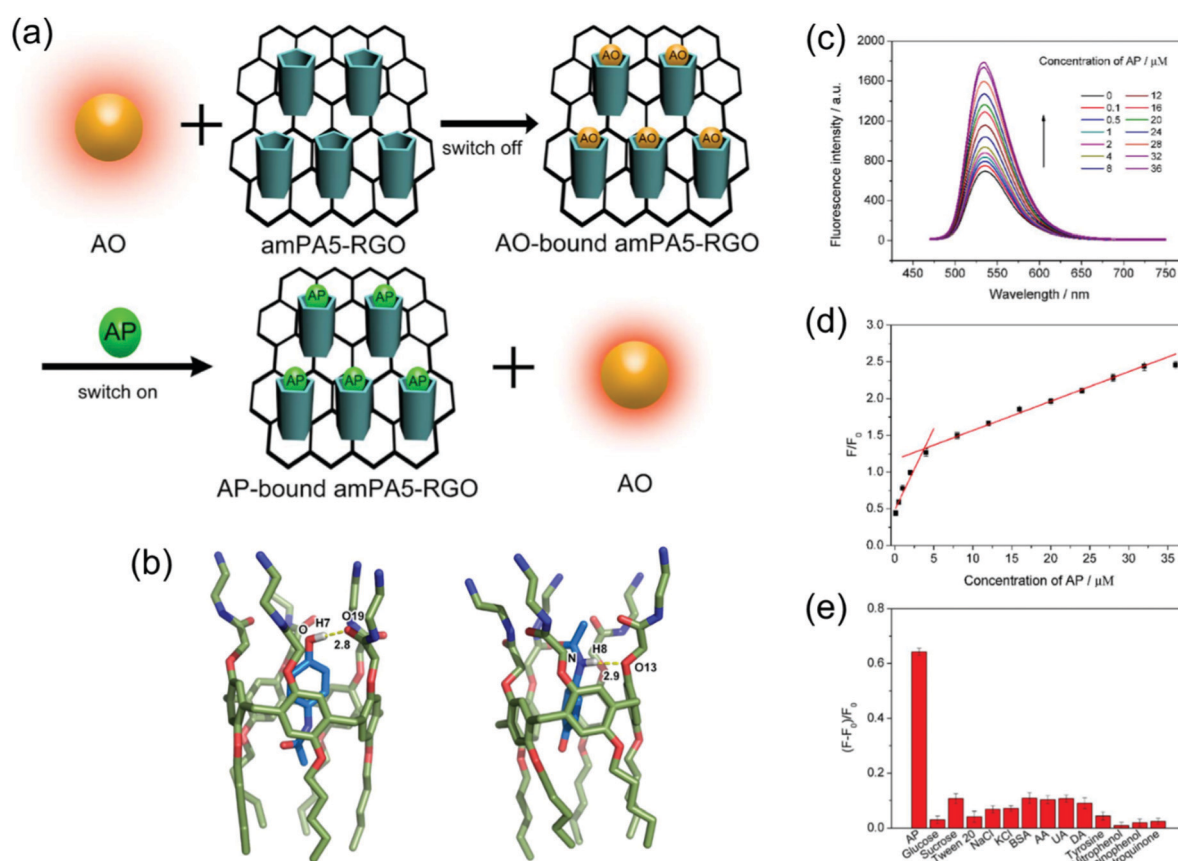 (a)
AO
AO
AO
AO
AO
switch off
AO
amPA5-RGO
AO-bound amPA5-RGO
AP
switch on
AP
AP
AP
AP
AP
AP-bound amPA5-RGO
AO
(b)
O
H7
O19
2.8
N
H8
2.9
O13
(c)
2000
1800
1600
1400
1200
1000
800
600
400
200
0
Fluorescence intensity / a.u.
Concentration of AP / μM
0 12
0.1 16
0.5 20
1 24
2 28
4 32
8 36
450 500 550 600 650 700 750
Wavelength / nm
(d)
3.0
2.5
2.0
1.5
1.0
0.5
0.0
F/F0
0 5 10 15 20 25 30 35
Concentration of AP / μM
(e)
0.8
0.6
0.4
0.2
0.0
(F-F0)/F0
AP
Glucose
Sucrose
Tween 20
NaCl
KCl
BSA
AA
UA
DA
Tyrosine